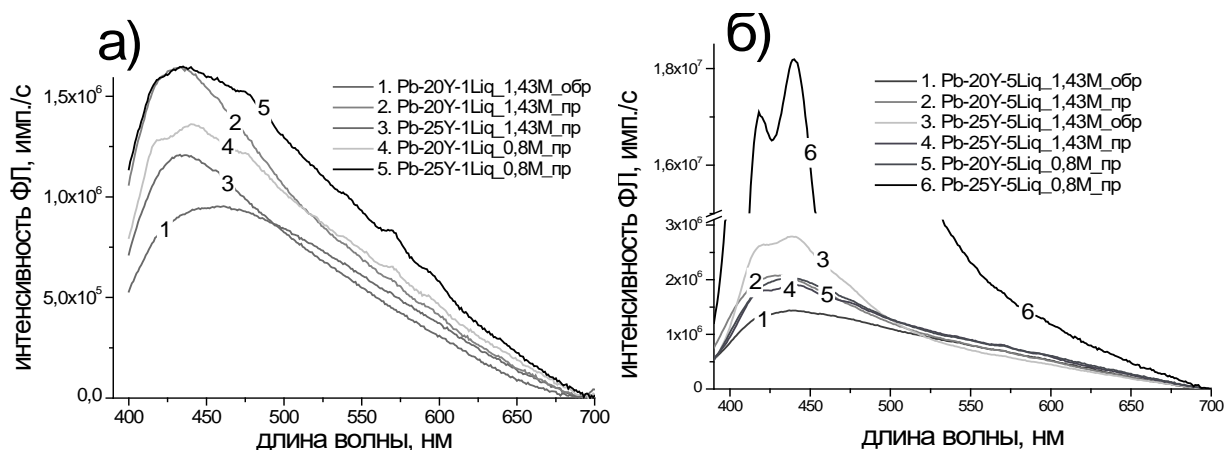 а)
интенсивность ФЛ, имп./с
1,5x10⁶
1,0x10⁶
5,0x10⁵
0,0
400
450
500
550
600
650
700
длина волны, нм
1. Pb-20Y-1Liq_1,43M_обр
2. Pb-20Y-1Liq_1,43M_пр
3. Pb-25Y-1Liq_1,43M_пр
4. Pb-20Y-1Liq_0,8M_пр
5. Pb-25Y-1Liq_0,8M_пр
5
2
4
3
1
б)
интенсивность ФЛ, имп./с
1,8x10⁷
1,6x10⁷
3x10⁶
2x10⁶
1x10⁶
0
400
450
500
550
600
650
700
длина волны, нм
1. Pb-20Y-5Liq_1,43M_обр
2. Pb-20Y-5Liq_1,43M_пр
3. Pb-25Y-5Liq_1,43M_обр
4. Pb-25Y-5Liq_1,43M_пр
5. Pb-20Y-5Liq_0,8M_пр
6. Pb-25Y-5Liq_0,8M_пр
6
3
2
4
5
1
6